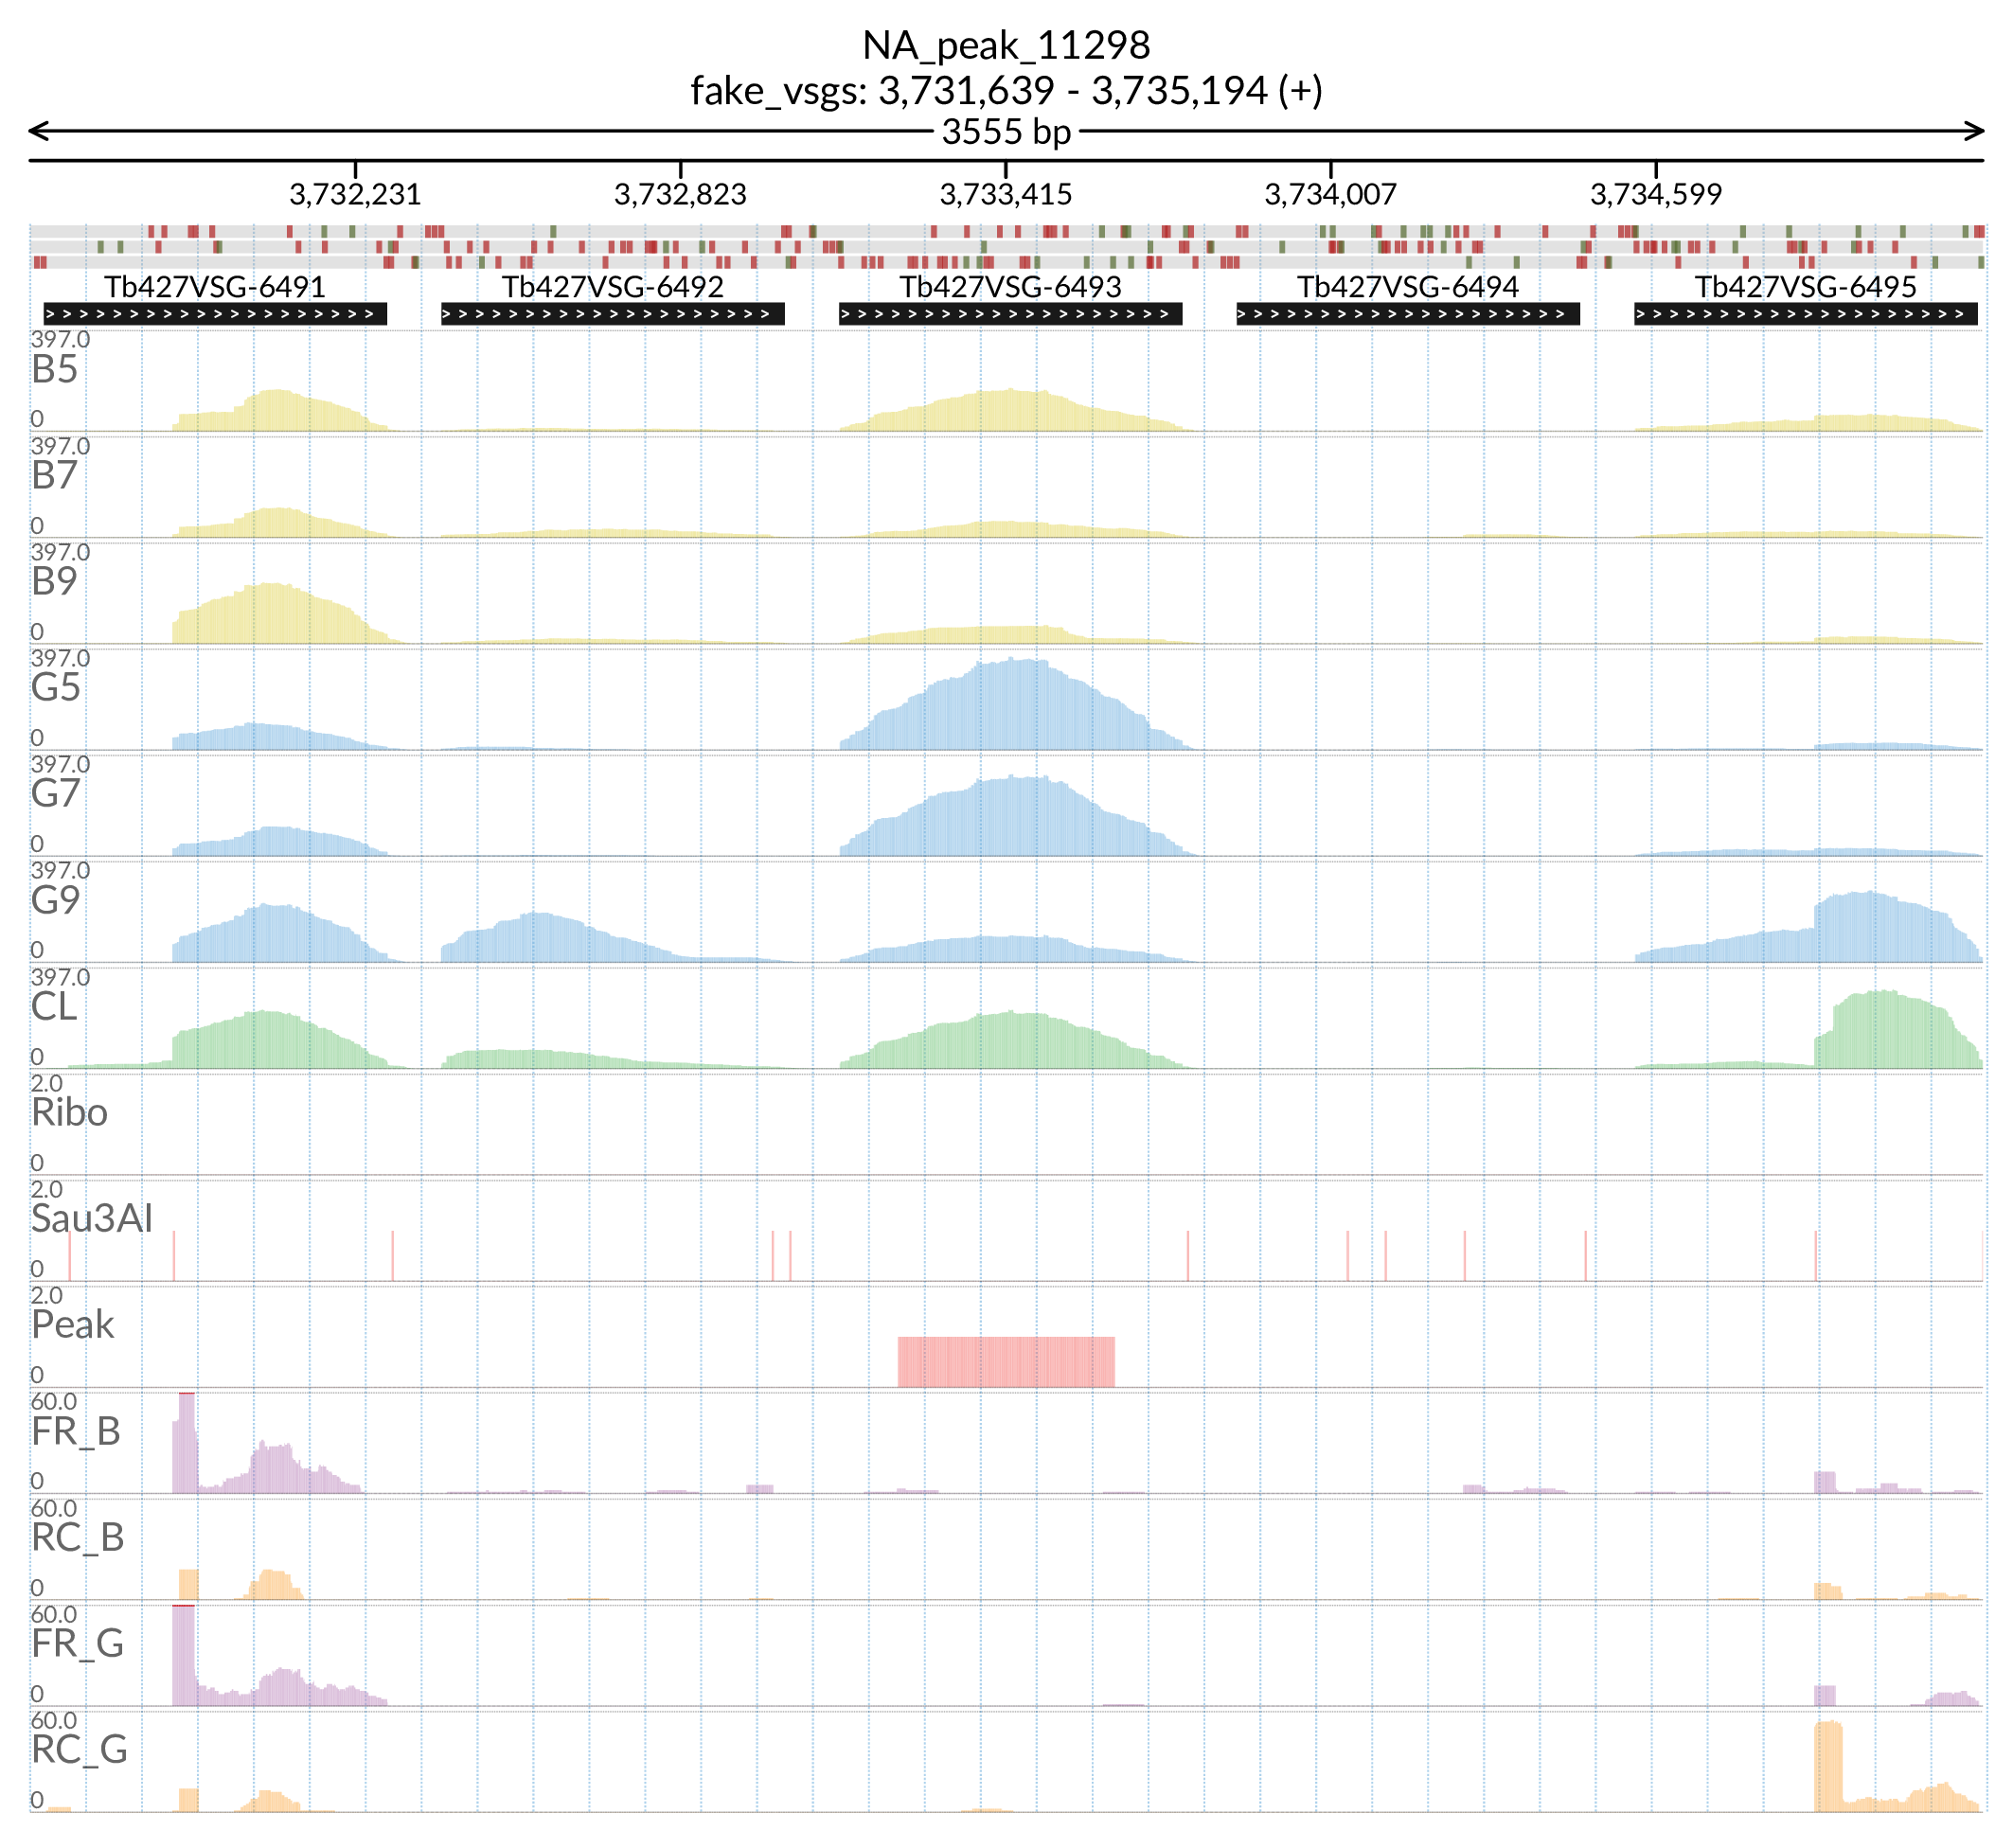 NA_peak_11298
fake_vsgs: 3,731,639 - 3,735,194 (+)
3555 bp
3,732,231 3,732,823 3,733,415 3,734,007 3,734,599
Tb427VSG-6491 Tb427VSG-6492 Tb427VSG-6493 Tb427VSG-6494 Tb427VSG-6495
397.0
B5
0
397.0
B7
0
397.0
B9
0
397.0
G5
0
397.0
G7
0
397.0
G9
0
397.0
CL
0
2.0
Ribo
0
2.0
Sau3AI
0
2.0
Peak
0
60.0
FR_B
0
60.0
RC_B
0
60.0
FR_G
0
60.0
RC_G
0